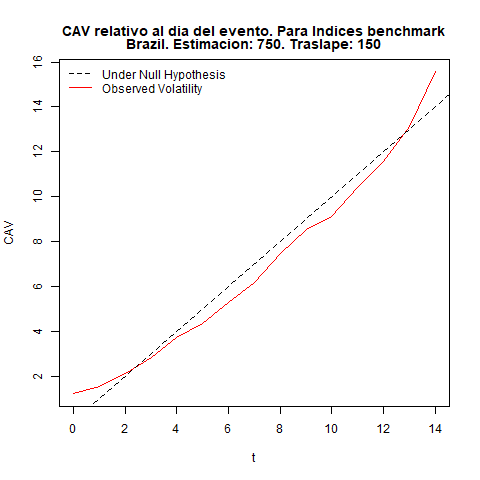 CAV relativo al dia del evento. Para Indices benchmark
Brazil. Estimacion: 750. Traslape: 150
Under Null Hypothesis
Observed Volatility
CAV
16
14
12
10
8
6
4
2
0 2 4 6 8 10 12 14
t